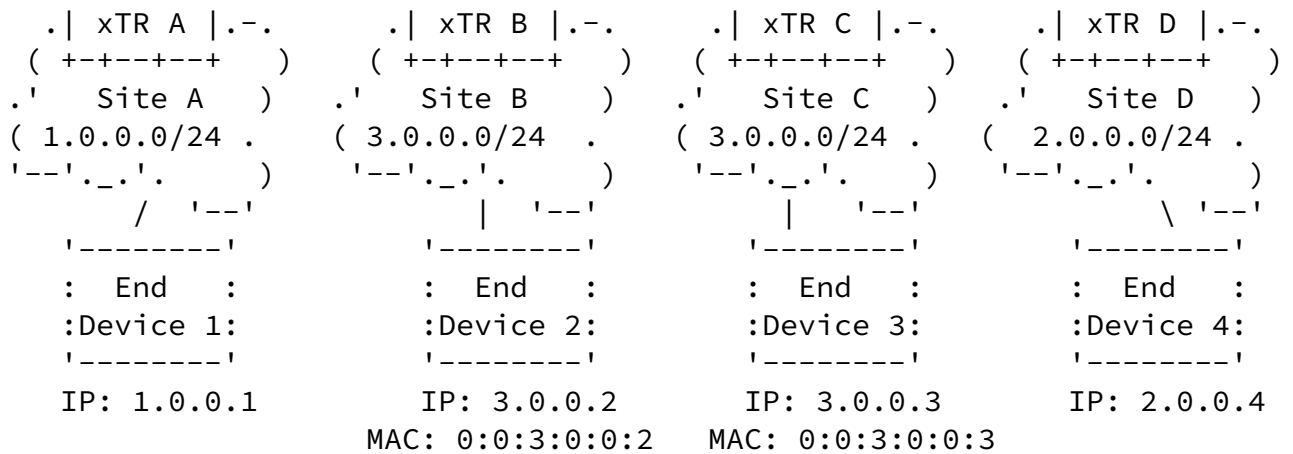 .| xTR A |.-.          .| xTR B |.-.       .| xTR C |.-.        .| xTR D |.-.
 ( +-+--+--+    )      ( +-+--+--+    )   ( +-+--+--+    )    ( +-+--+--+    )
.'    Site A    )    .'    Site B     )   .'    Site C    )   .'    Site D    )
( 1.0.0.0/24 .     ( 3.0.0.0/24   .    ( 3.0.0.0/24 .    (  2.0.0.0/24 .
'--'._.'.     )     '--'._.'.      )    '--'._.'.     )   '--'._.'.      )
       /  '--'              |  '--'           |   '--'             \ '--'
   '--------'           '--------'         '--------'          '--------'
   :  End   :           :  End   :         :  End   :          :  End   :
   :Device 1:           :Device 2:         :Device 3:          :Device 4:
   '--------'           '--------'         '--------'          '--------'
   IP: 1.0.0.1          IP: 3.0.0.2        IP: 3.0.0.3         IP: 2.0.0.4
                     MAC: 0:0:3:0:0:2   MAC: 0:0:3:0:0:3